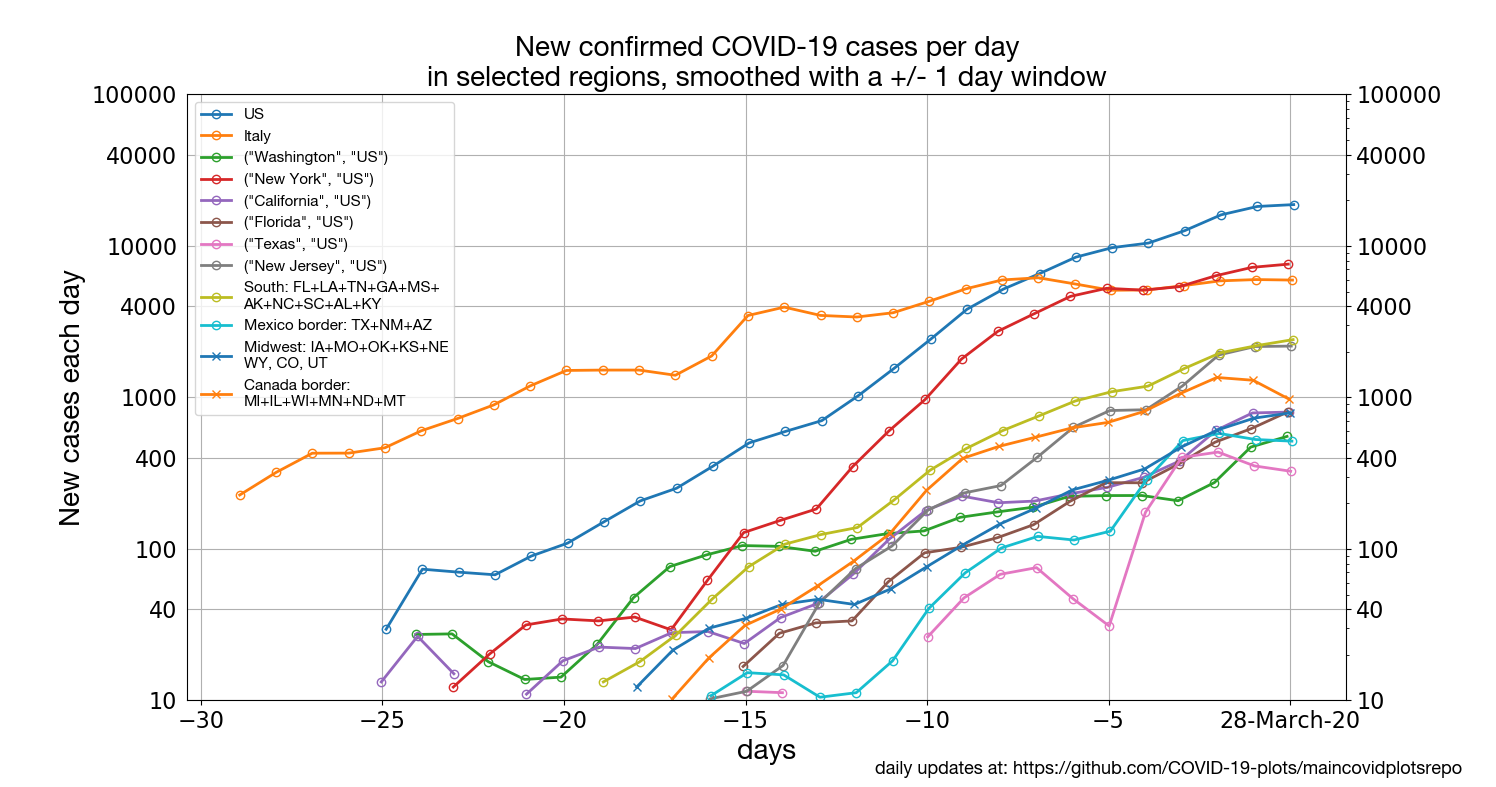 New confirmed COVID-19 cases per day
in selected regions, smoothed with a +/- 1 day window
100000
40000
10000
4000
1000
400
100
40
10
New cases each day
US
Italy
("Washington", "US")
("New York", "US")
("California", "US")
("Florida", "US")
("Texas", "US")
("New Jersey", "US")
South: FL+LA+TN+GA+MS+
AK+NC+SC+AL+KY
Mexico border: TX+NM+AZ
Midwest: IA+MO+OK+KS+NE
WY, CO, UT
Canada border:
MI+IL+WI+MN+ND+MT
100000
40000
10000
4000
1000
400
100
40
10
−30 −25 −20 −15 −10 −5 28-March-20
days
daily updates at: https://github.com/COVID-19-plots/maincovidplotsrepo